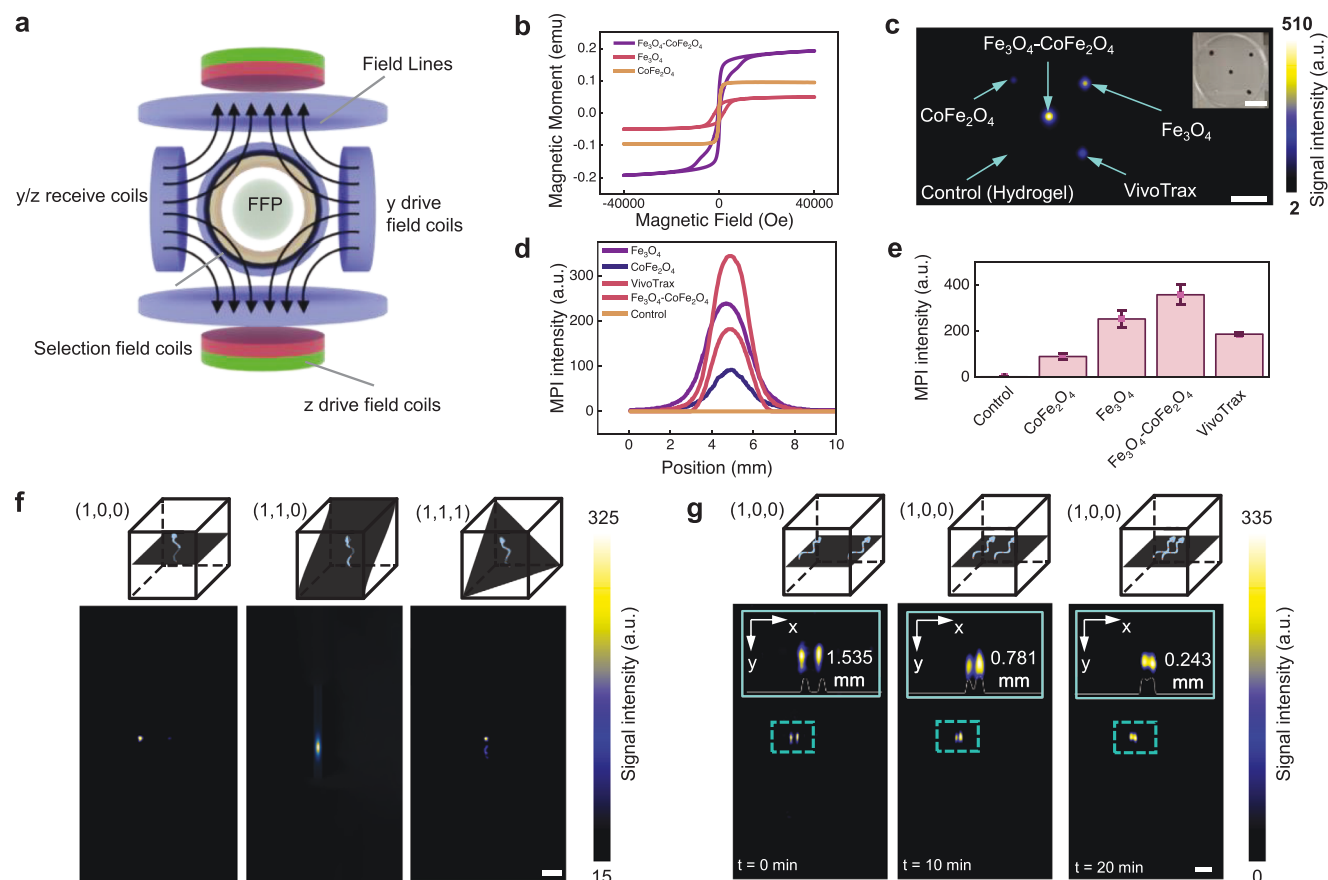 a
Field Lines
y/z receive coils
FFP
y drive
field coils
Selection field coils
z drive field coils
b
Magnetic Moment (emu)
0.2
0.1
0.0
-0.1
-0.2
Fe₃O₄-CoFe₂O₄
Fe₃O₄
CoFe₂O₄
-40000
0
40000
Magnetic Field (Oe)
c
Fe₃O₄-CoFe₂O₄
CoFe₂O₄
Fe₃O₄
Control (Hydrogel)
VivoTrax
510
Signal intensity (a.u.)
2
d
MPI intensity (a.u.)
300
200
100
0
Fe₃O₄
CoFe₂O₄
VivoTrax
Fe₃O₄-CoFe₂O₄
Control
0 2 4 6 8 10
Position (mm)
e
MPI intensity (a.u.)
400
200
0
Control
CoFe₂O₄
Fe₃O₄
Fe₃O₄-CoFe₂O₄
VivoTrax
f
(1,0,0)
(1,1,0)
(1,1,1)
325
Signal intensity (a.u.)
15
g
(1,0,0)
(1,0,0)
(1,0,0)
x
y
1.535
mm
t = 0 min
x
y
0.781
mm
t = 10 min
x
y
0.243
mm
t = 20 min
335
Signal intensity (a.u.)
0